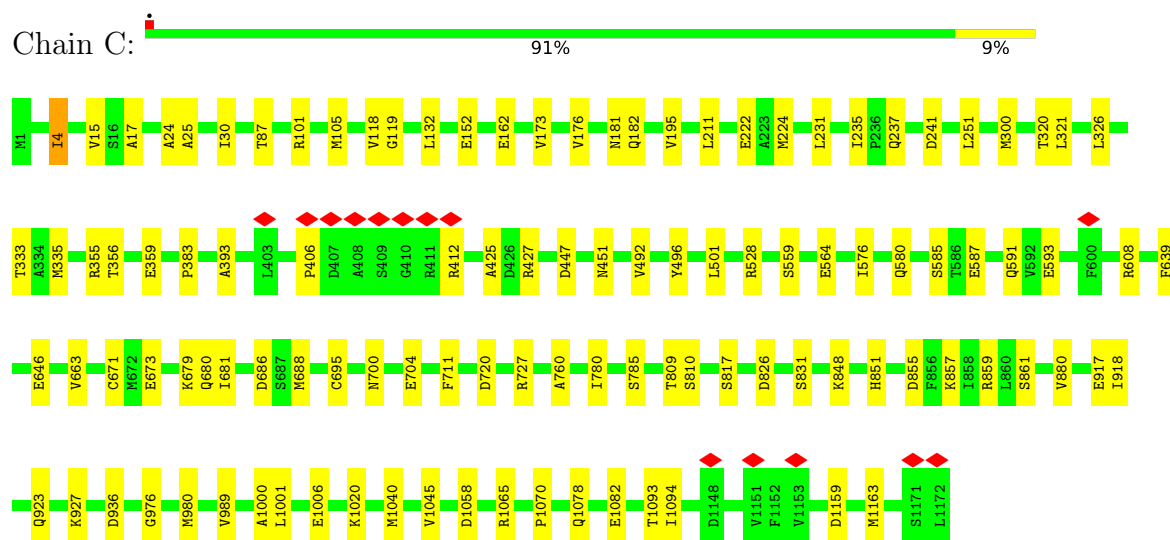 Chain C:
91% 9%
M1 I4 V15 S16 A17 A24 A25 I30 T87 R101 M105 V118 G119 L132 E152 E162 V173 V176 N181 Q182 V195 L211 E222 A223 M224 L231 I235 P236 Q237 D241 L251 M300 T320 L321 L326
T333 A334 M335 R355 T356 E359 P383 A393 L403 P406 D407 A408 S409 G410 R411 R412 A425 D426 R427 D447 N451 V492 Y496 L501 R528 S559 E564 I576 Q580 S585 T586 E587 Q591 V592 E593 F600 R608 F639
E646 V663 C671 M672 E673 K679 Q680 I681 D686 S687 M688 C695 N700 E704 F711 D720 R727 A760 I780 S785 T809 S810 S817 D826 S831 K848 H851 D855 F856 K857 I858 R859 L860 S861 V880 E917 I918
Q923 K927 D936 G976 M980 V989 A1000 L1001 E1006 K1020 M1040 V1045 D1058 R1065 P1070 Q1078 E1082 T1093 I1094 D1148 V1151 F1152 V1153 D1159 M1163 S1171 L1172